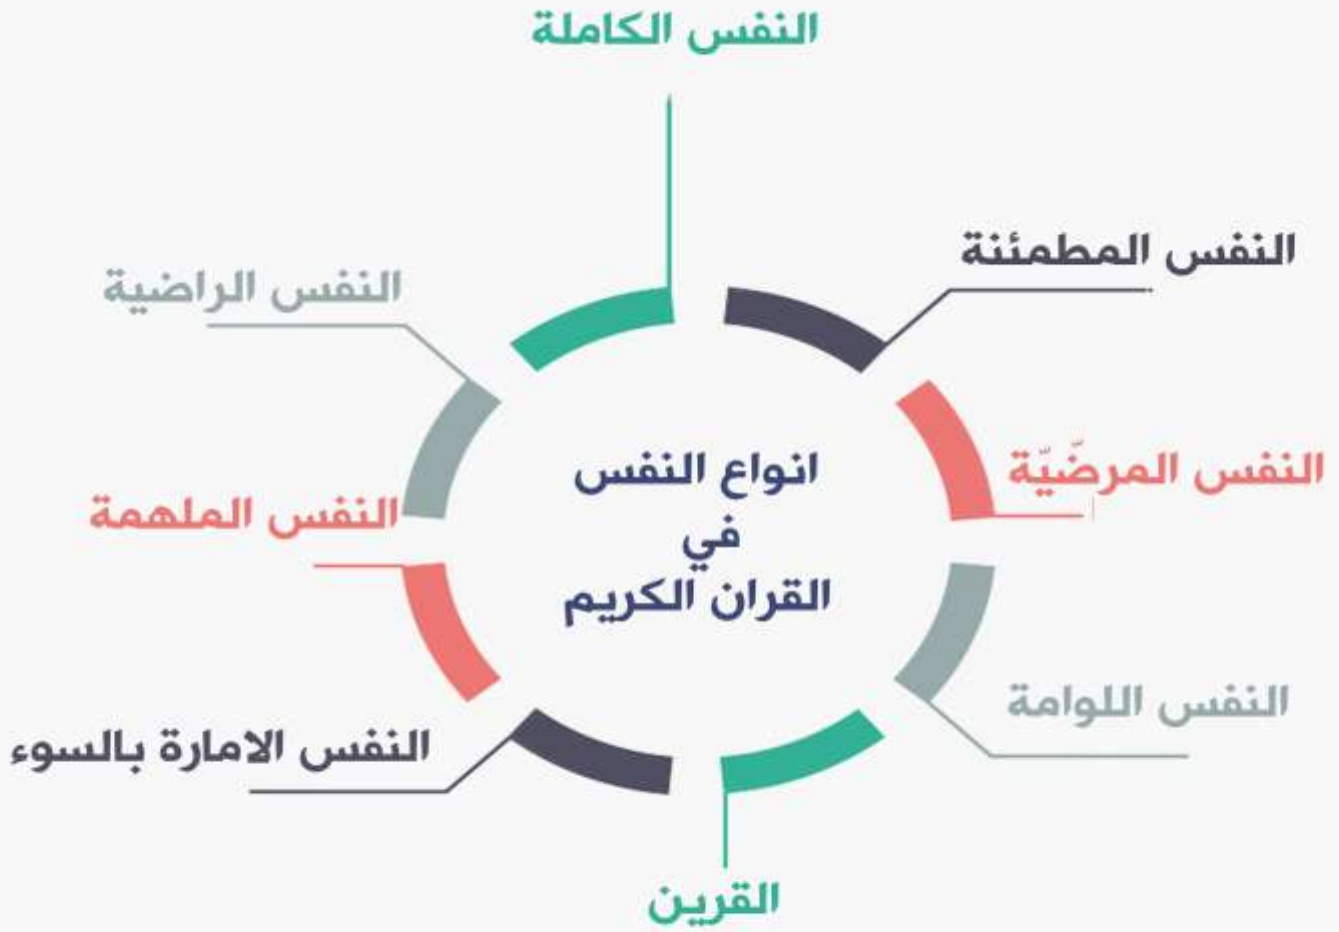 النفس الكاملة
النفس المطمئنة
النفس الراضية
النفس المرضّيّة
انواع النفس
في
القران الكريم
النفس الملهمة
النفس اللوامة
النفس الامارة بالسوء
القرين